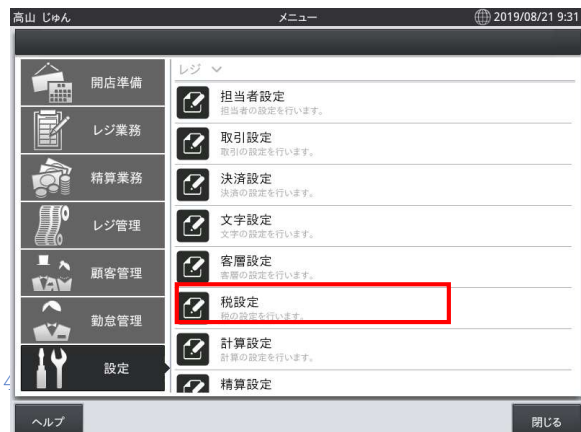 高山 じゅん
メニュー
2019/08/21 9:31
開店準備
レジ業務
精算業務
レジ管理
顧客管理
勤怠管理
設定
レジ
担当者設定
担当者の設定を行います。
取引設定
取引の設定を行います。
決済設定
決済の設定を行います。
文字設定
文字の設定を行います。
客層設定
客層の設定を行います。
税設定
税の設定を行います。
計算設定
計算の設定を行います。
精算設定
4
ヘルプ
閉じる